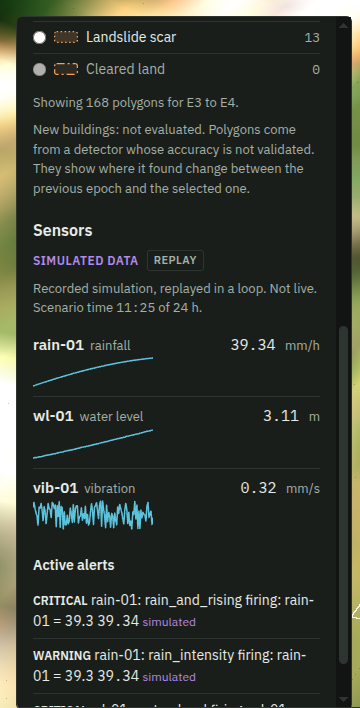 Landslide scar 13
Cleared land 0
Showing 168 polygons for E3 to E4.
New buildings: not evaluated. Polygons come
from a detector whose accuracy is not validated.
They show where it found change between the
previous epoch and the selected one.
Sensors
SIMULATED DATA REPLAY
Recorded simulation, replayed in a loop. Not live.
Scenario time 11:25 of 24 h.
rain-01 rainfall 39.34 mm/h
wl-01 water level 3.11 m
vib-01 vibration 0.32 mm/s
Active alerts
CRITICAL rain-01: rain_and_rising firing: rain-
01 = 39.3 39.34 simulated
WARNING rain-01: rain_intensity firing: rain-
01 = 39.3 39.34 simulated